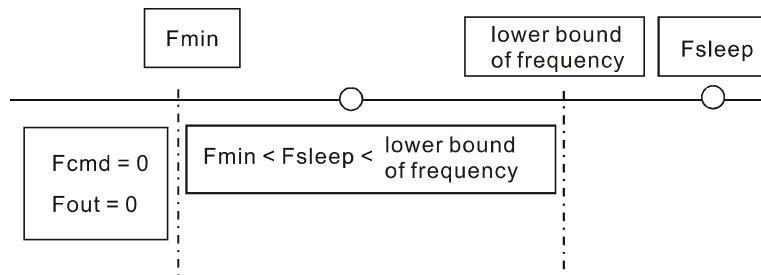 Fmin
lower bound
of frequency
Fsleep
Fcmd = 0
Fout = 0
Fmin < Fsleep < lower bound
of frequency